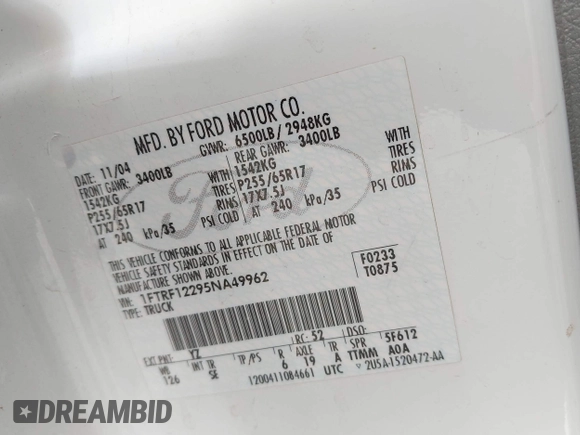 MFD. BY FORD MOTOR CO.
DATE: 11/04 GVWR: 6500LB/ 2948KG
FRONT GAWR: 3400LB REAR GAWR: 3400LB
1542KG WITH 1542KG WITH
P255/65R17 TIRES P255/65R17 TIRES
17X7.5J RIMS 17X7.5J RIMS
AT 240 kPa/35 PSI COLD AT 240 kPa/35 PSI COLD
Ford
THIS VEHICLE CONFORMS TO ALL APPLICABLE FEDERAL MOTOR
VEHICLE SAFETY STANDARDS IN EFFECT ON THE DATE OF
MANUFACTURE SHOWN ABOVE.
VIN: 1FTRF12295NA49962 F0233
TYPE: TRUCK T0875
EXT PNT: YZ RC: 52 DSO:
WB INT TR TP/PS R AXLE TR SPR 5F612
126 SE 6 19 A TTMM A0A
1200411084661 UTC 2U5A-1520472-AA
DREAMBID